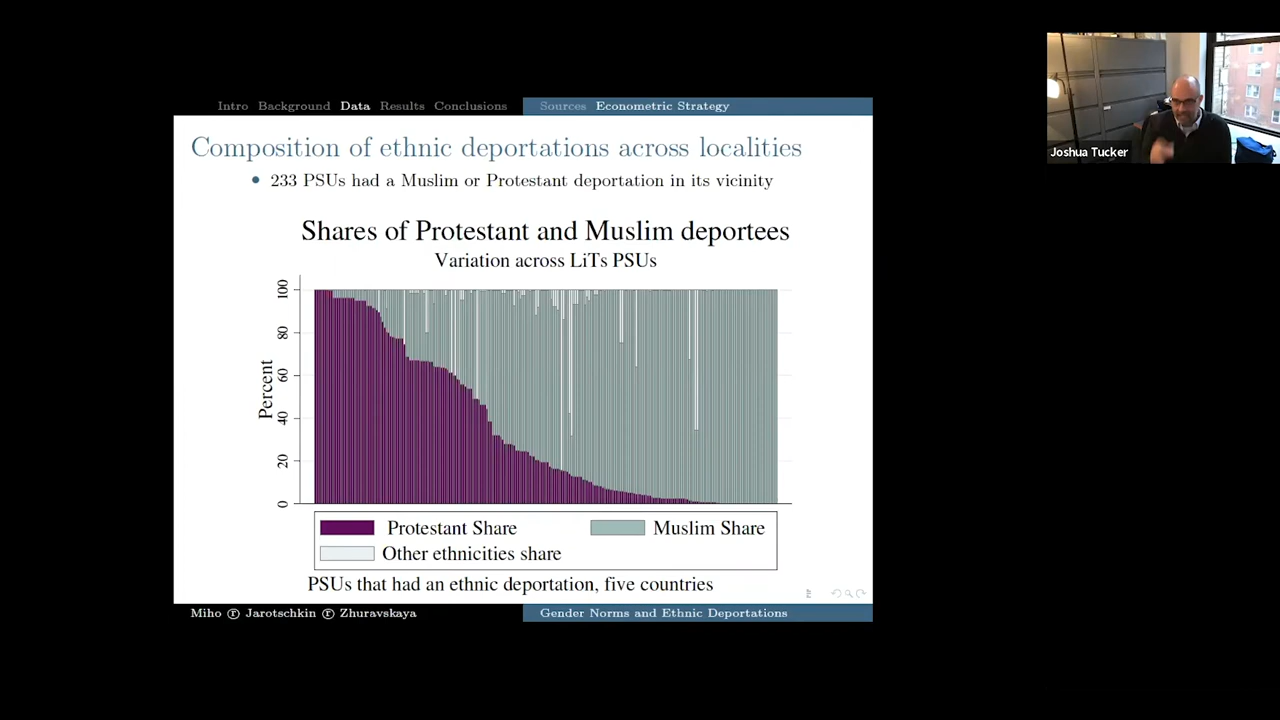 Intro Background Data Results Conclusions Sources Econometric Strategy
Composition of ethnic deportations across localities
• 233 PSUs had a Muslim or Protestant deportation in its vicinity
Shares of Protestant and Muslim deportees
Variation across LiTs PSUs
Percent
100
80
60
40
20
0
Protestant Share
Muslim Share
Other ethnicities share
PSUs that had an ethnic deportation, five countries
Miho ⓡ Jarotschkin ⓡ Zhuravskaya
Gender Norms and Ethnic Deportations
Joshua Tucker